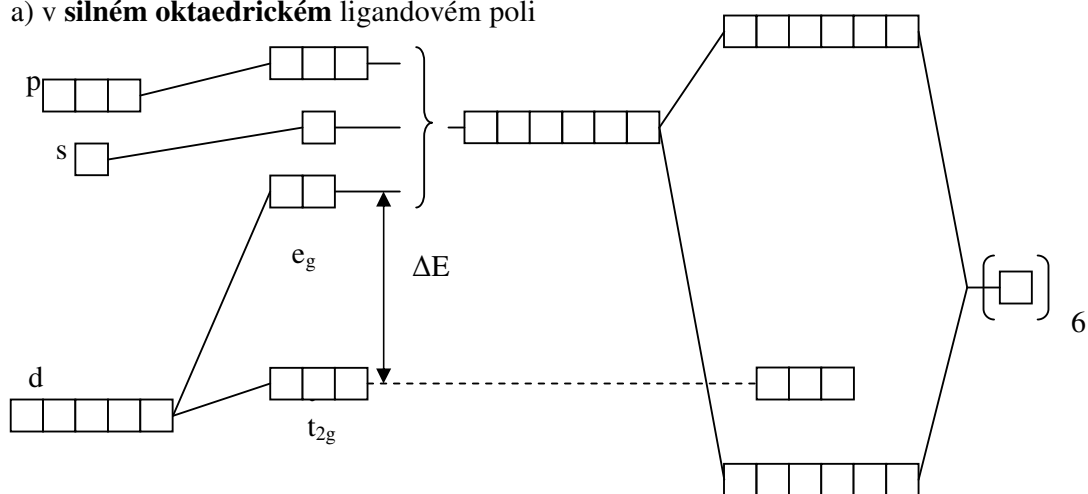 a) v silném oktaedrickém ligandovém poli
p
s
e_g
ΔE
6
d
t_2g